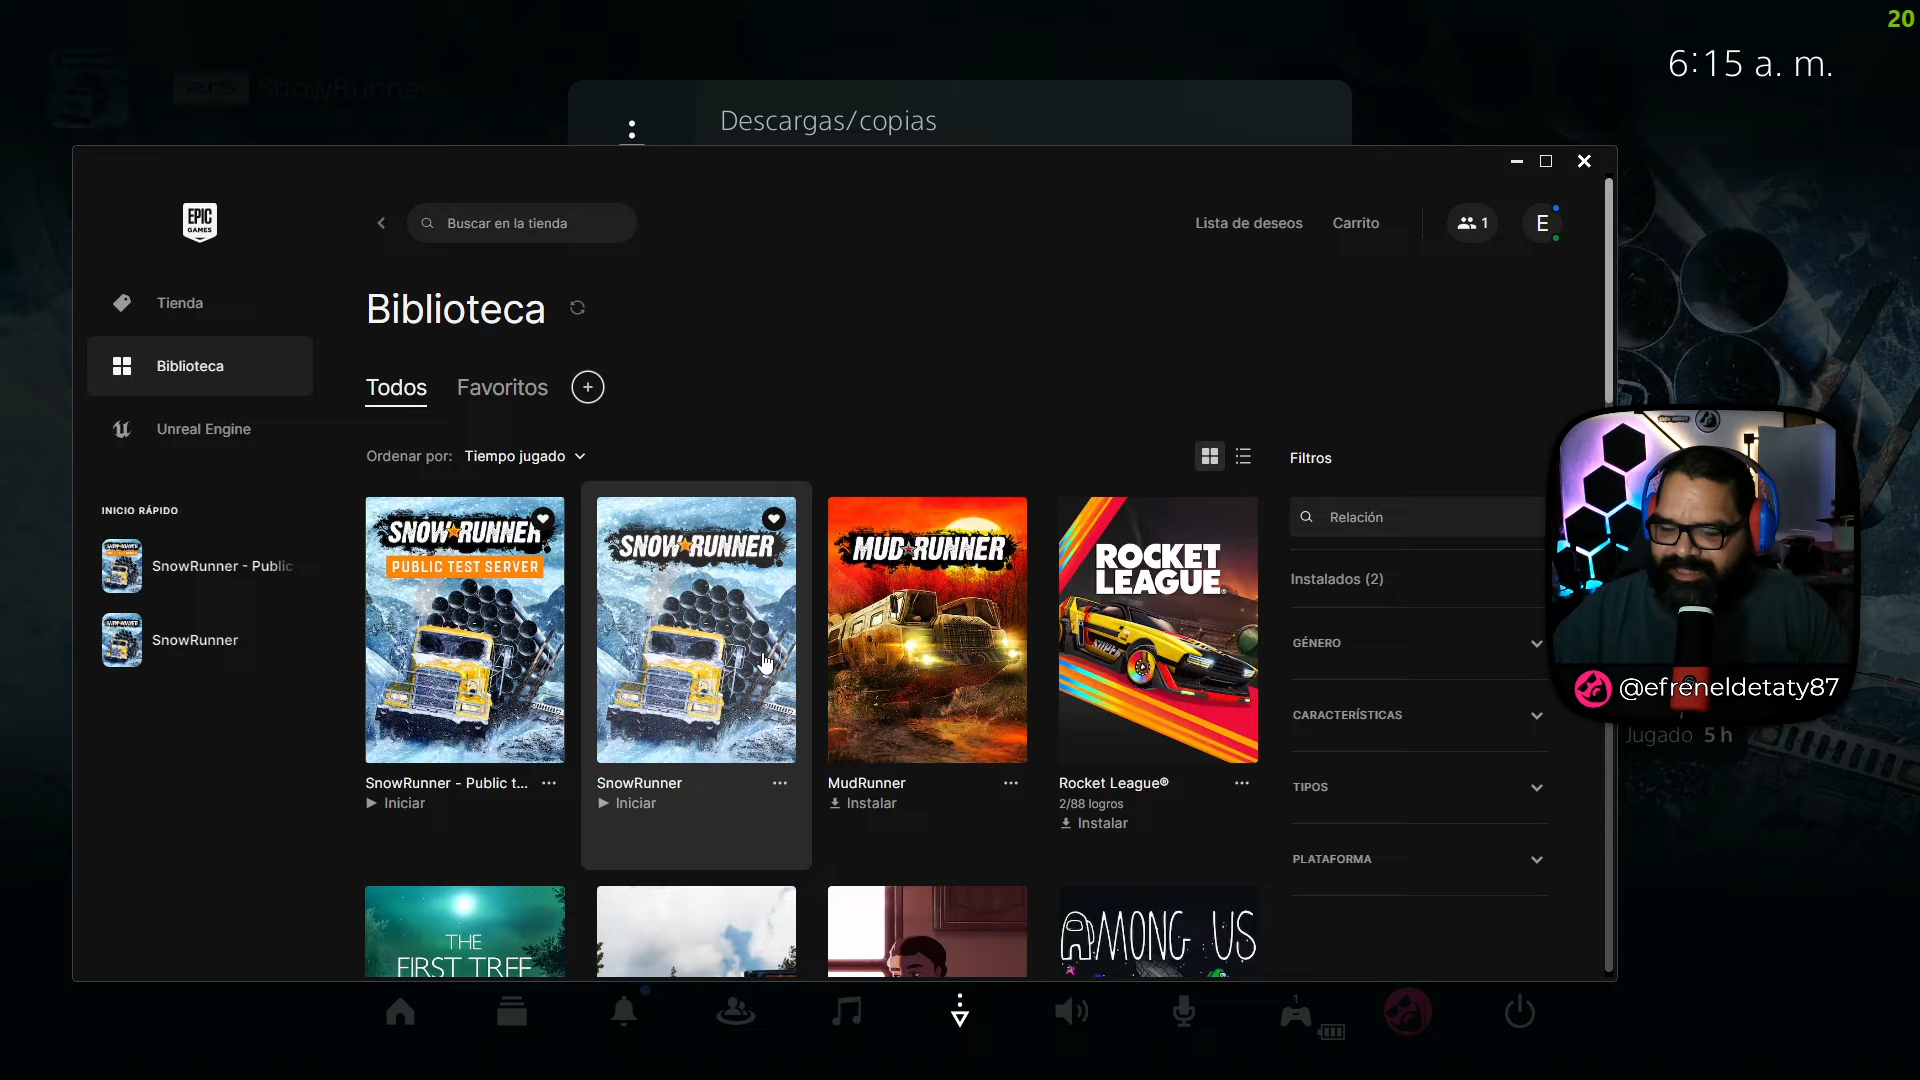 20
6:15 a. m.
PS5 SnowRunner
Descargas/copias
EPIC
GAMES
Buscar en la tienda
Lista de deseos
Carrito
1
E
Tienda
Biblioteca
Unreal Engine
INICIO RÁPIDO
SnowRunner - Public
SnowRunner
Biblioteca
Todos
Favoritos
+
Ordenar por: Tiempo jugado
Filtros
Relación
Instalados (2)
GÉNERO
CARACTERÍSTICAS
TIPOS
PLATAFORMA
SNOWRUNNER
PUBLIC TEST SERVER
SNOWRUNNER
MUDRUNNER
ROCKET
LEAGUE
SnowRunner - Public t...
Iniciar
SnowRunner
Iniciar
MudRunner
Instalar
Rocket League®
2/88 logros
Instalar
THE
FIRST TREE
AMONG US
@efreneldetaty87
Jugado 5 h
1